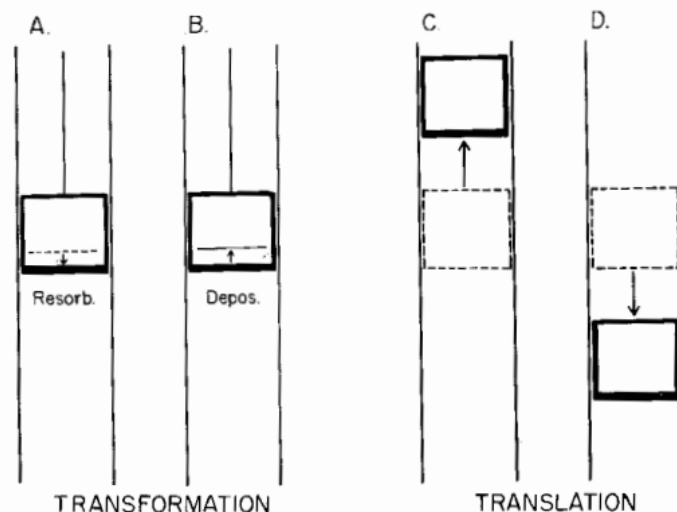 A. B. C. D.
Resorb. Depos.
TRANSFORMATION TRANSLATION